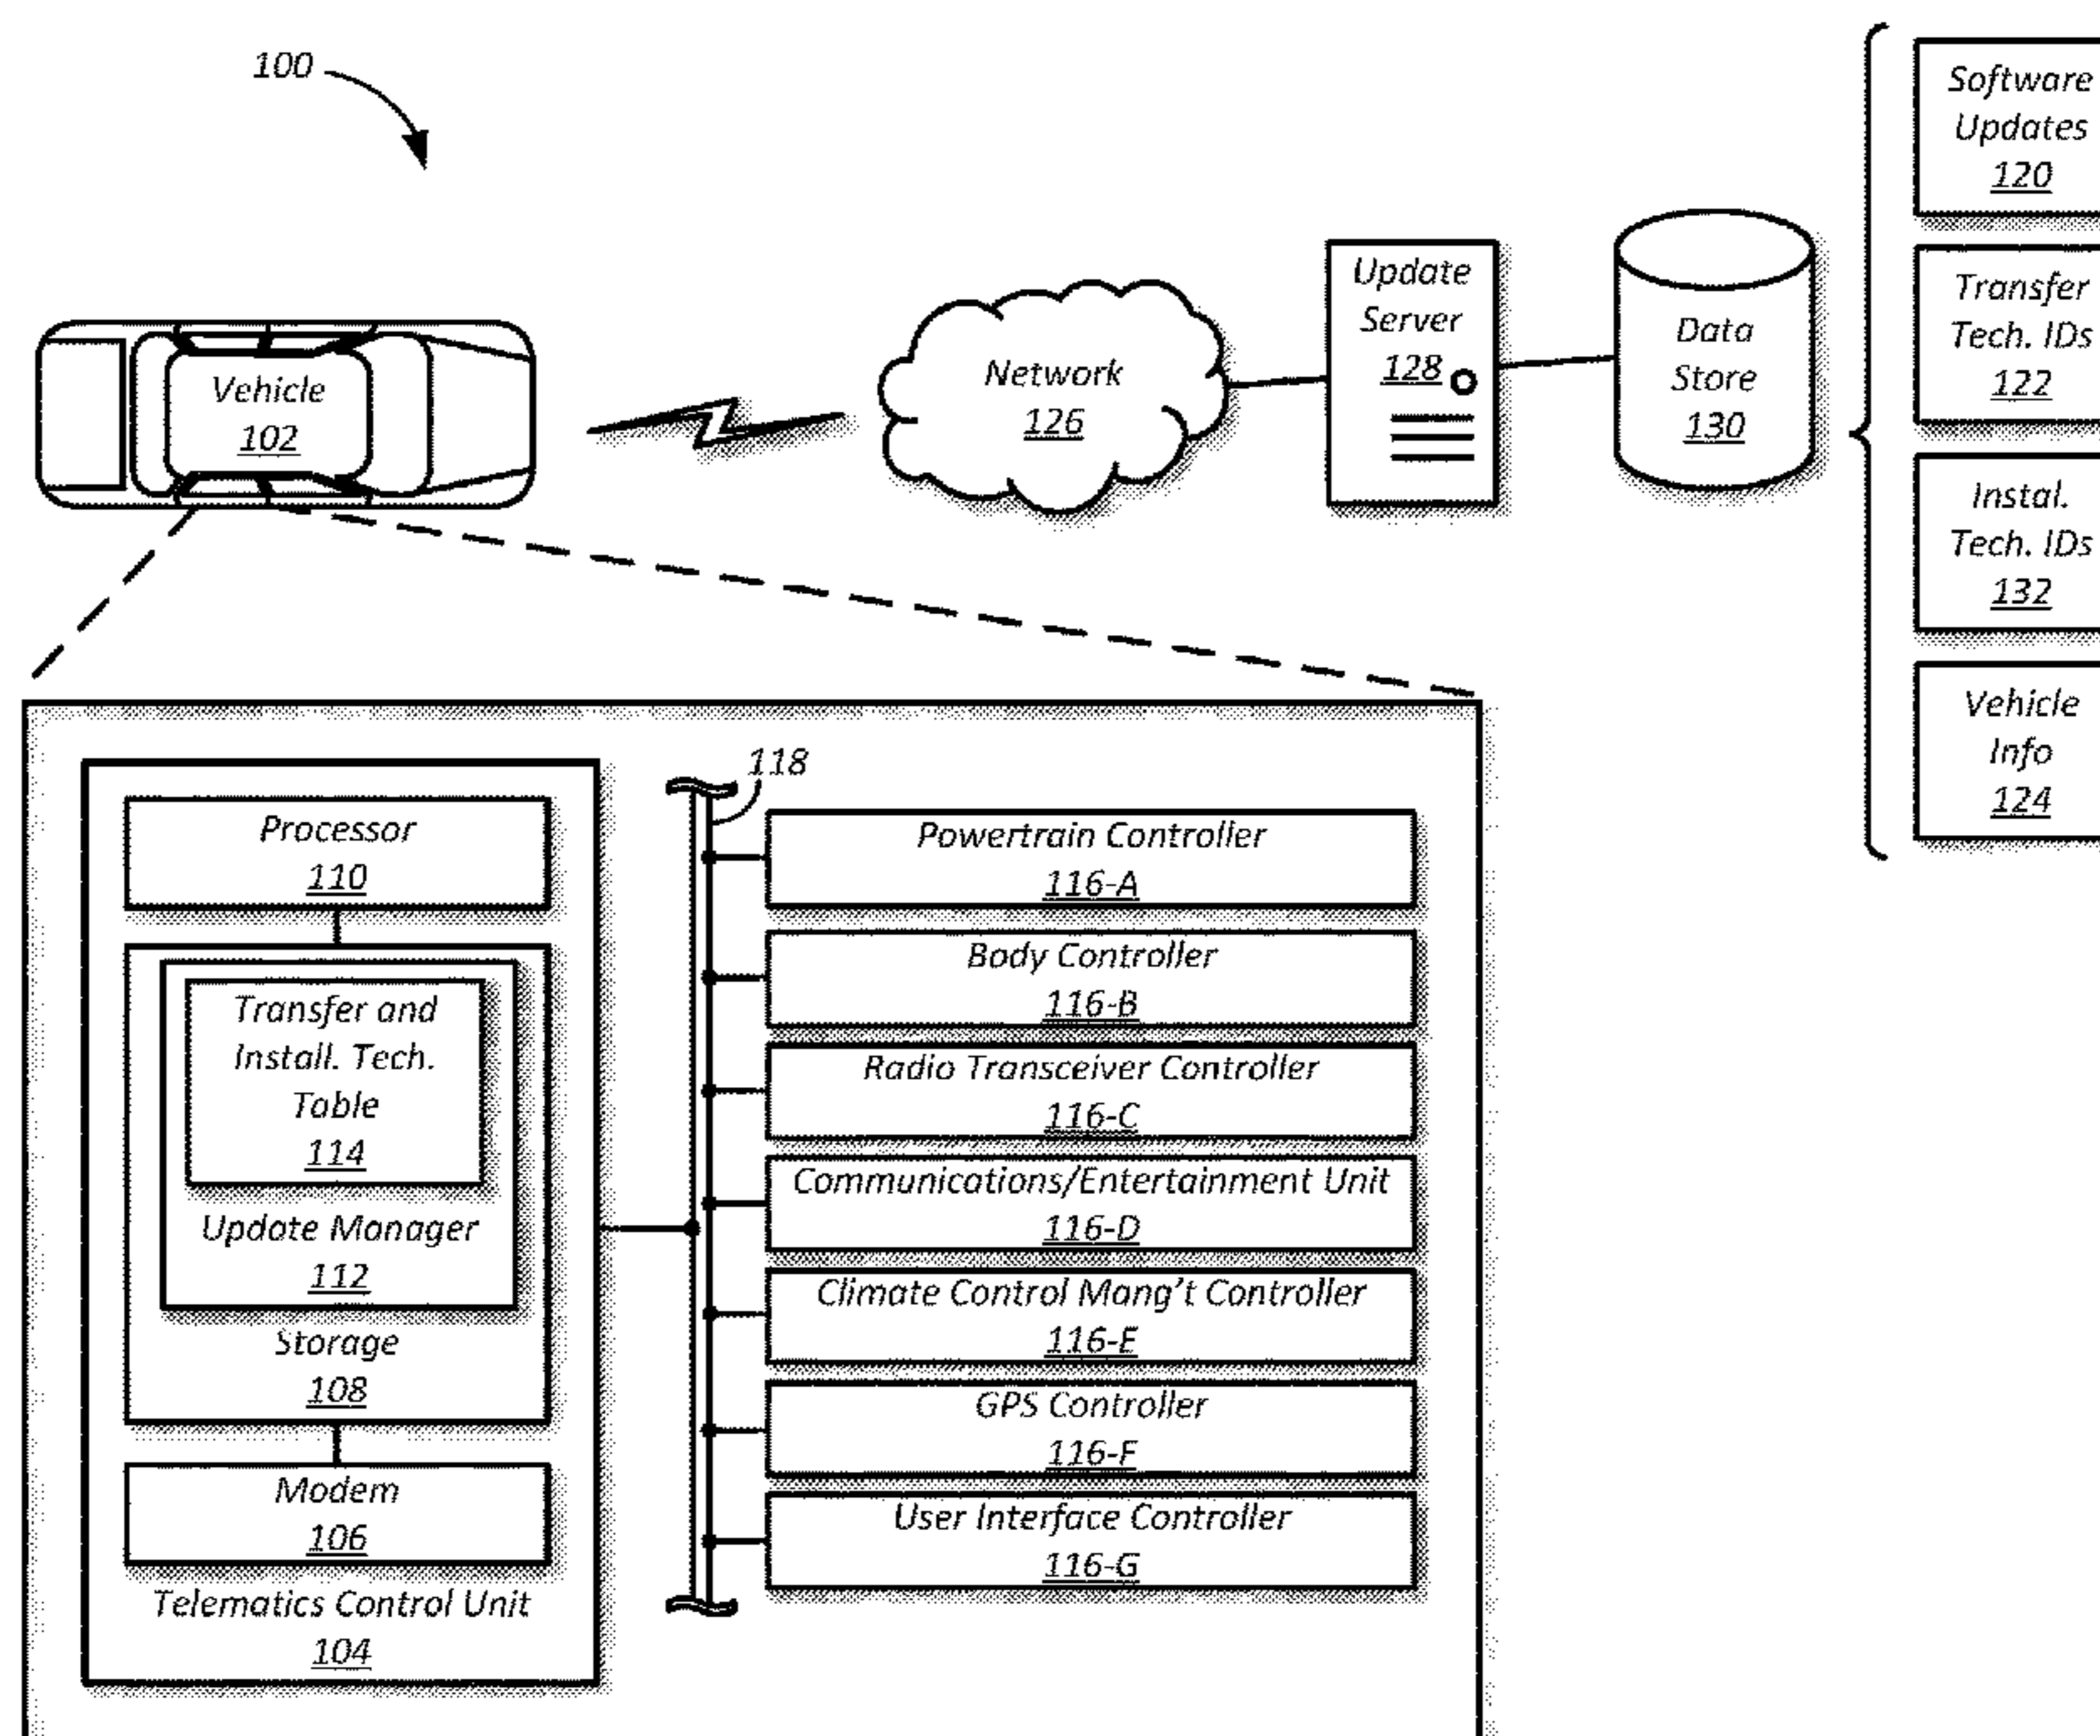 100
Vehicle
102
Network
126
Update
Server
128
Data
Store
130
Software
Updates
120
Transfer
Tech. IDs
122
Instal.
Tech. IDs
132
Vehicle
Info
124
Processor
110
Transfer and
Install. Tech.
Table
114
Update Manager
112
Storage
108
Modem
106
Telematics Control Unit
104
118
Powertrain Controller
116-A
Body Controller
116-B
Radio Transceiver Controller
116-C
Communications/Entertainment Unit
116-D
Climate Control Mang't Controller
116-E
GPS Controller
116-F
User Interface Controller
116-G